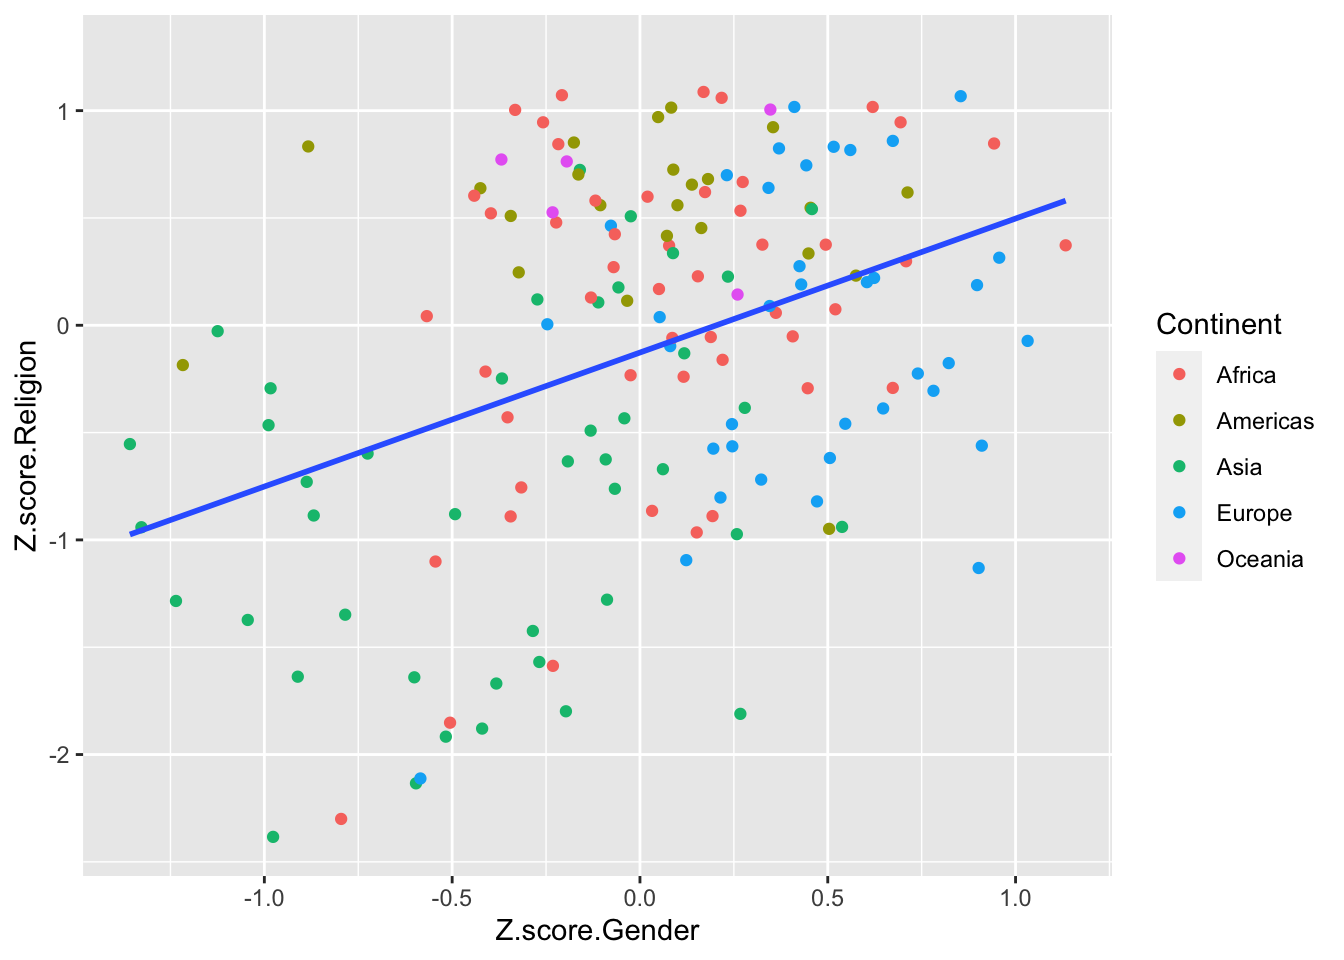 1
0
-1
-2
Z.score.Religion
-1.0
-0.5
0.0
0.5
1.0
Z.score.Gender
Continent
Africa
Americas
Asia
Europe
Oceania